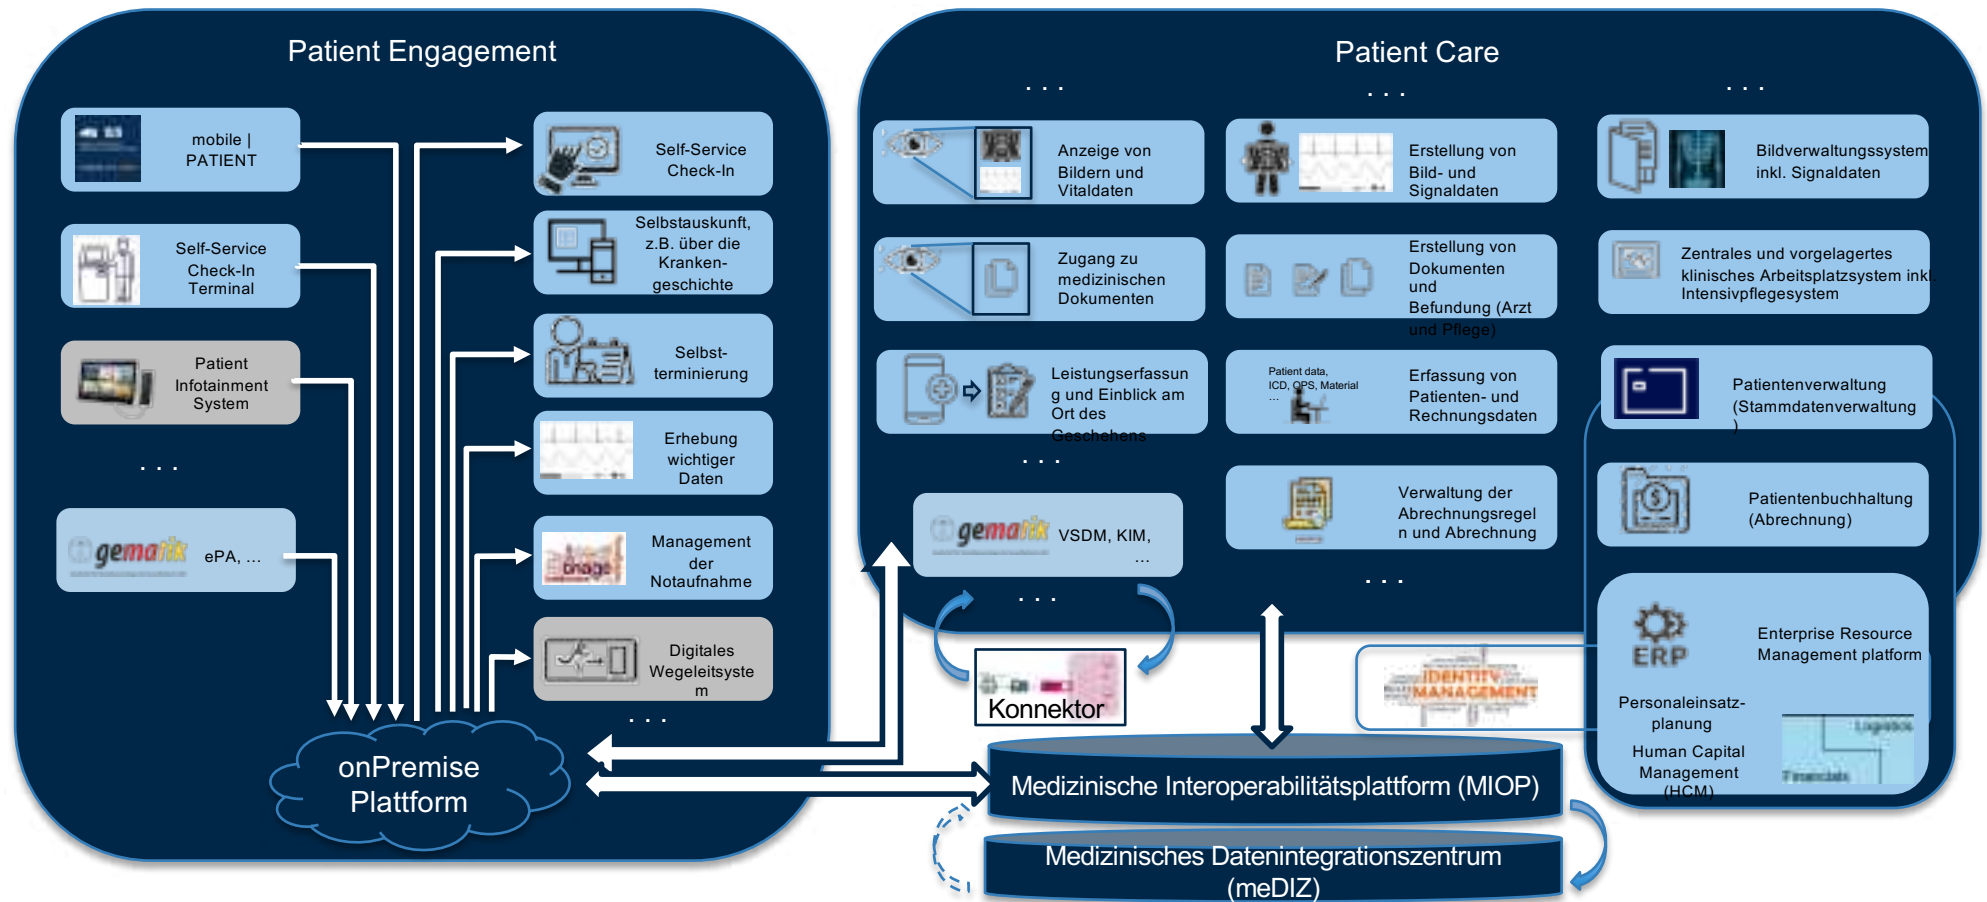 Patient Engagement
mobile |
PATIENT
Self-Service
Check-In
Terminal
Patient
Infotainment
System
. . .
gematik
ePA, ...
Self-Service
Check-In
Selbstauskunft,
z.B. über die
Kranken-
geschichte
Selbst-
terminierung
Erhebung
wichtiger
Daten
triage
Management
der
Notaufnahme
Digitales
Wegeleitsyste
m
. . .
onPremise
Plattform
Patient Care
. . .
Anzeige von
Bildern und
Vitaldaten
Zugang zu
medizinischen
Dokumenten
Leistungserfassun
g und Einblick am
Ort des
Geschehens
. . .
gematik
VSDM, KIM,
...
. . .
Konnektor
. . .
Erstellung von
Bild- und
Signaldaten
Erstellung von
Dokumenten
und
Befundung (Arzt
und Pflege)
Patient data,
ICD, OPS, Material
...
Erfassung von
Patienten- und
Rechnungsdaten
Verwaltung der
Abrechnungsregel
n und Abrechnung
. . .
. . .
Bildverwaltungssystem
inkl. Signaldaten
Zentrales und vorgelagertes
klinisches Arbeitsplatzsystem inkl.
Intensivpflegesystem
Patientenverwaltung
(Stammdatenverwaltung
)
Patientenbuchhaltung
(Abrechnung)
ERP
Enterprise Resource
Management platform
Personaleinsatz-
planung
Human Capital
Management
(HCM)
Logistics
Financials
IDENTITY
MANAGEMENT
Medizinische Interoperabilitätsplattform (MIOP)
Medizinisches Datenintegrationszentrum
(meDIZ)